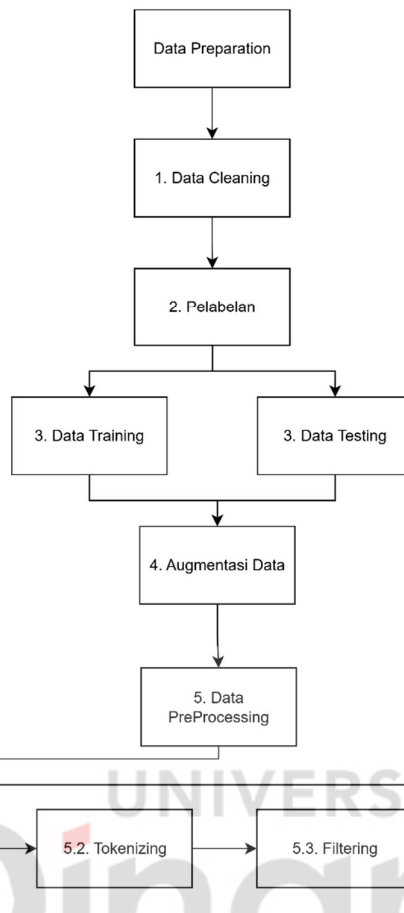 Data Preparation
1. Data Cleaning
2. Pelabelan
3. Data Training
3. Data Testing
4. Augmentasi Data
5. Data
PreProcessing
UNIVERS
5.2. Tokenizing
5.3. Filtering
Dinar